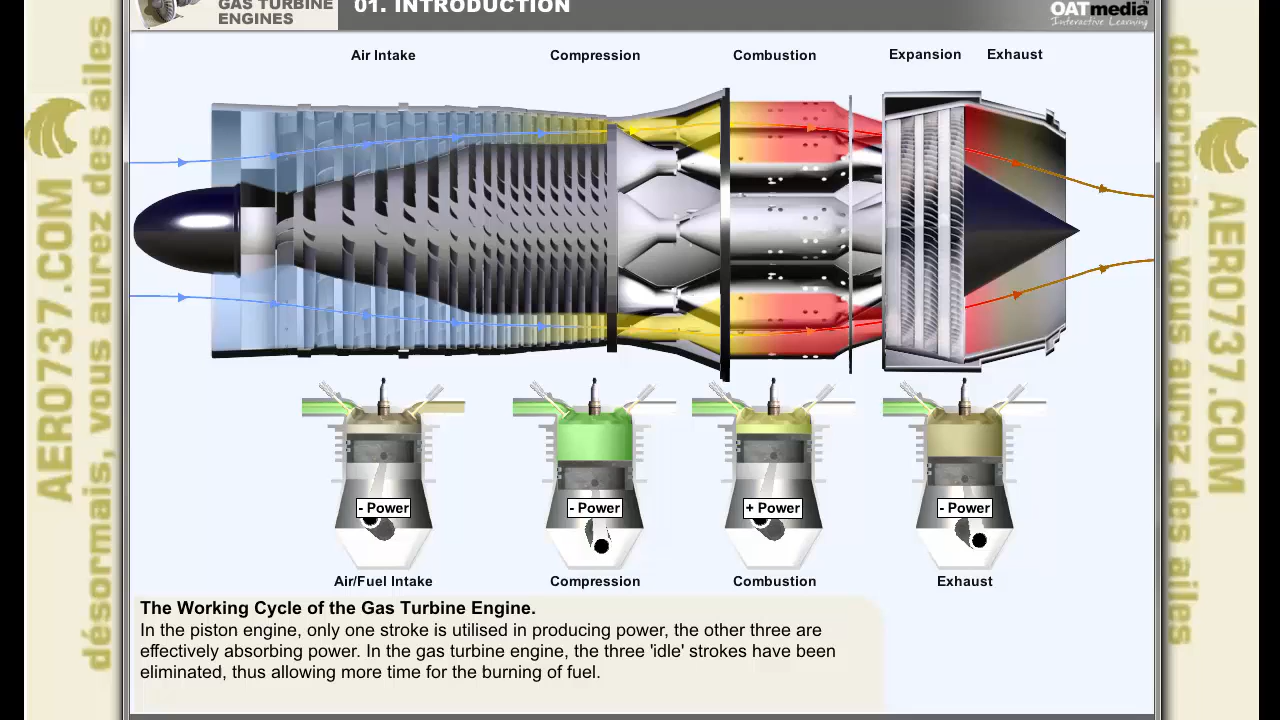 GAS TURBINE
ENGINES
01. INTRODUCTION
OATmedia
Interactive Learning
Air Intake
Compression
Combustion
Expansion
Exhaust
- Power
- Power
+ Power
- Power
Air/Fuel Intake
Compression
Combustion
Exhaust
The Working Cycle of the Gas Turbine Engine.
In the piston engine, only one stroke is utilised in producing power, the other three are
effectively absorbing power. In the gas turbine engine, the three 'idle' strokes have been
eliminated, thus allowing more time for the burning of fuel.
AERO737.COM
désormais, vous aurez des ailes
AERO737.COM
désormais, vous aurez des ailes